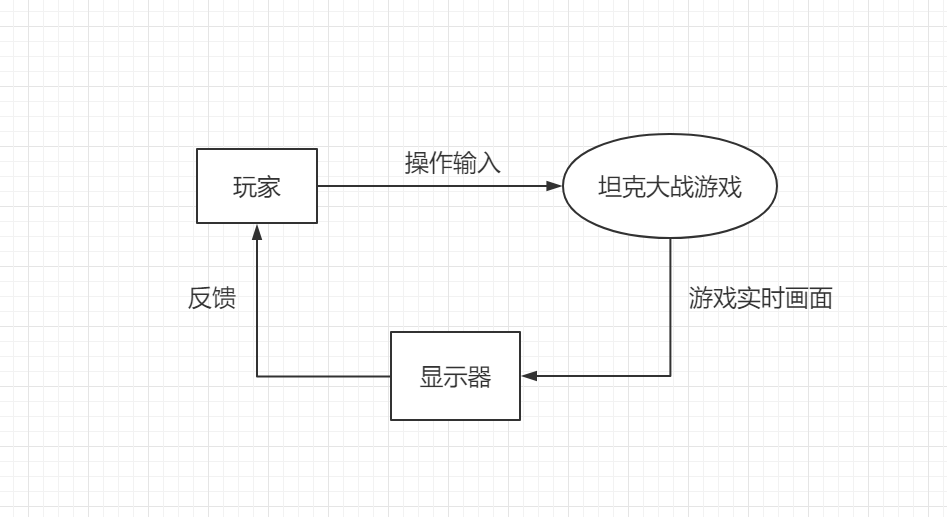 操作输入
玩家
坦克大战游戏
反馈
游戏实时画面
显示器